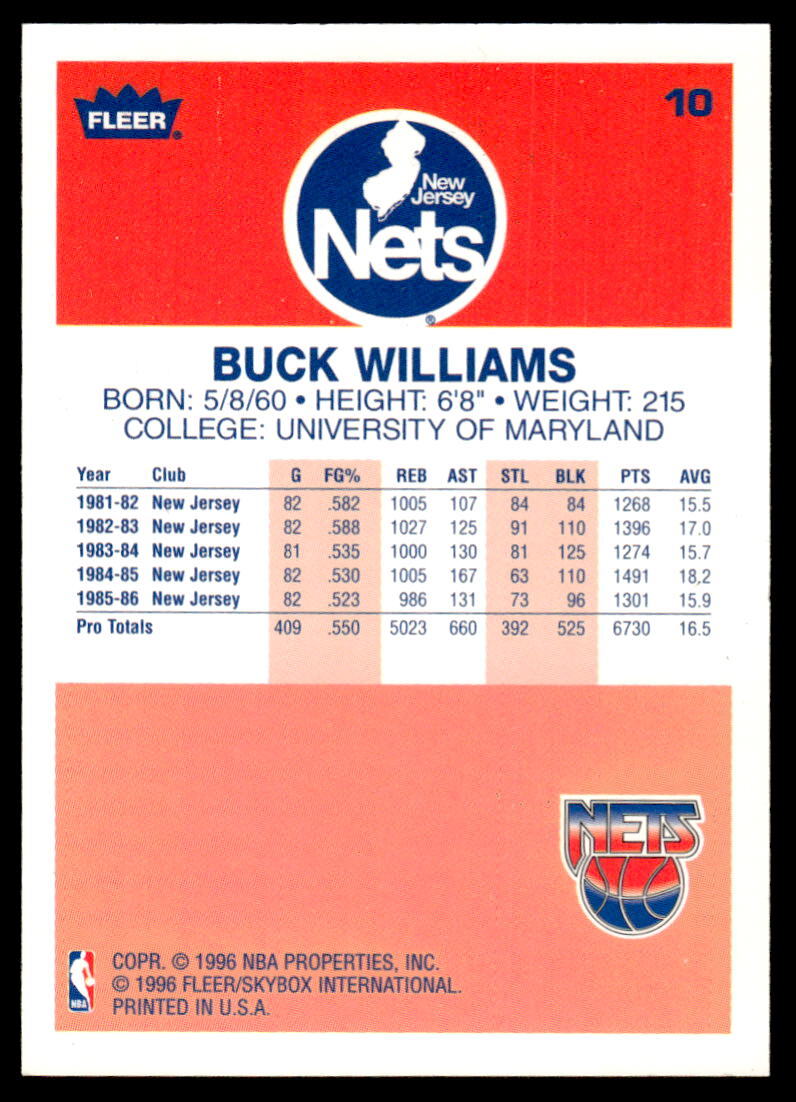 FLEER®
10
New
Jersey
Nets
®
BUCK WILLIAMS
BORN: 5/8/60 • HEIGHT: 6'8" • WEIGHT: 215
COLLEGE: UNIVERSITY OF MARYLAND
Year Club G FG% REB AST STL BLK PTS AVG
1981-82 New Jersey 82 .582 1005 107 84 84 1268 15.5
1982-83 New Jersey 82 .588 1027 125 91 110 1396 17.0
1983-84 New Jersey 81 .535 1000 130 81 125 1274 15.7
1984-85 New Jersey 82 .530 1005 167 63 110 1491 18.2
1985-86 New Jersey 82 .523 986 131 73 96 1301 15.9
Pro Totals 409 .550 5023 660 392 525 6730 16.5
NETS
NBA
COPR. © 1996 NBA PROPERTIES, INC.
© 1996 FLEER/SKYBOX INTERNATIONAL.
PRINTED IN U.S.A.